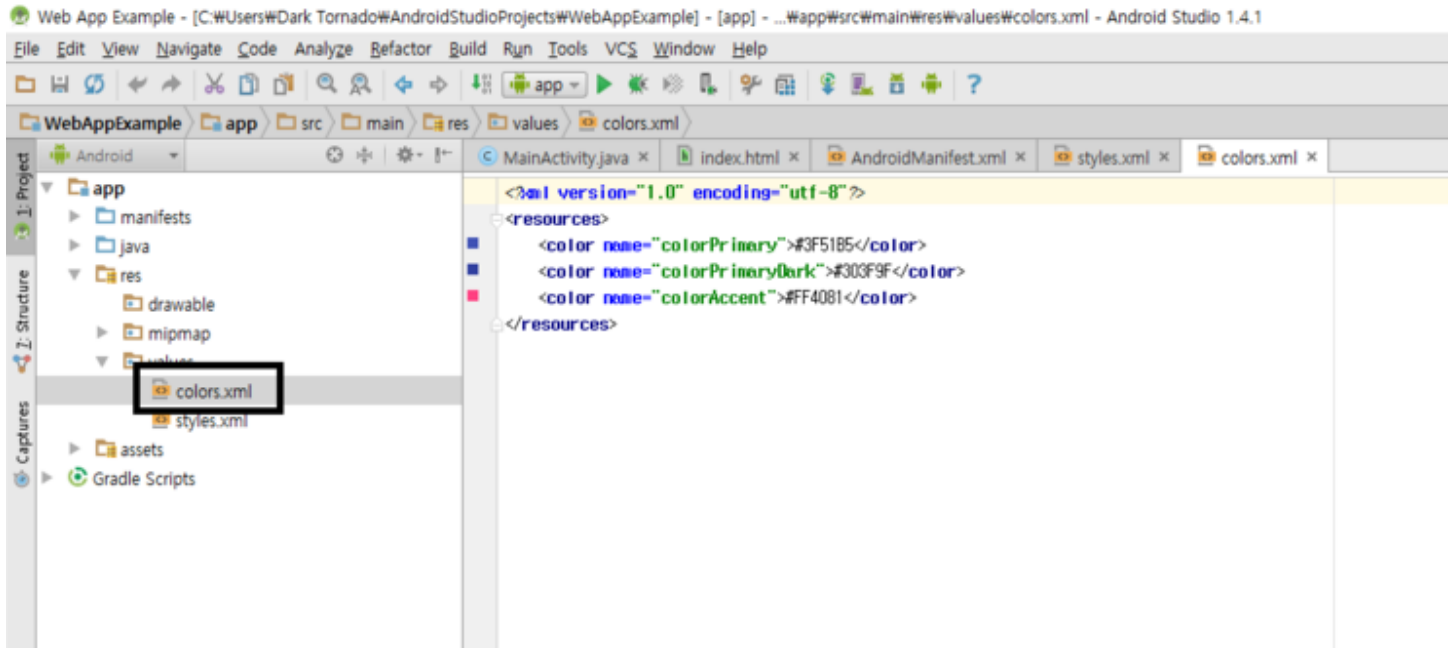 Web App Example - [C:₩Users₩Dark Tornado₩AndroidStudioProjects₩WebAppExample] - [app] - ...₩app₩src₩main₩res₩values₩colors.xml - Android Studio 1.4.1
File Edit View Navigate Code Analyze Refactor Build Run Tools VCS Window Help
app
?
WebAppExample app src main res values colors.xml
1: Project
Android
MainActivity.java × index.html × AndroidManifest.xml × styles.xml × colors.xml ×
app
manifests
java
res
drawable
mipmap
values
colors.xml
styles.xml
assets
Gradle Scripts
7: Structure
Captures
<?xml version="1.0" encoding="utf-8"?>
<resources>
<color name="colorPrimary">#3F51B5</color>
<color name="colorPrimaryDark">#303F9F</color>
<color name="colorAccent">#FF4081</color>
</resources>